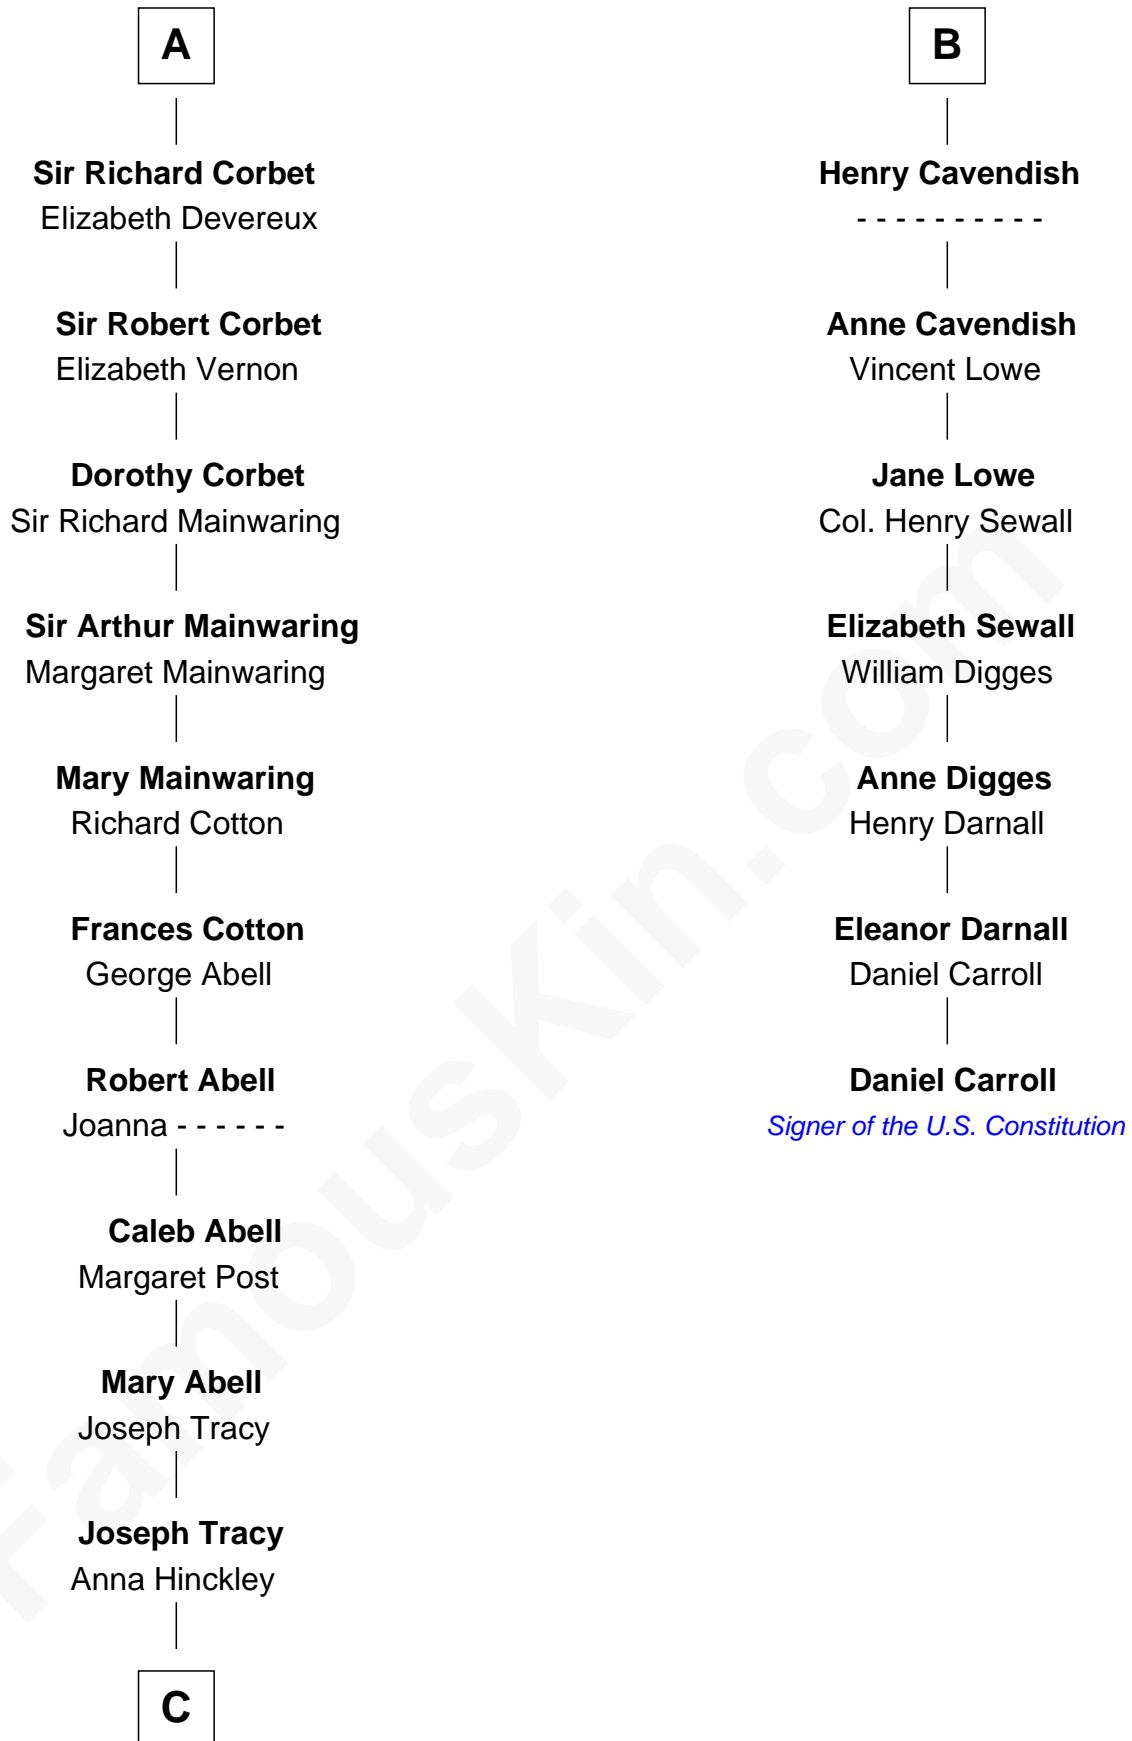 A
Sir Richard Corbet
Elizabeth Devereux
Sir Robert Corbet
Elizabeth Vernon
Dorothy Corbet
Sir Richard Mainwaring
Sir Arthur Mainwaring
Margaret Mainwaring
Mary Mainwaring
Richard Cotton
Frances Cotton
George Abell
Robert Abell
Joanna - - - - - -
Caleb Abell
Margaret Post
Mary Abell
Joseph Tracy
Joseph Tracy
Anna Hinckley
C
B
Henry Cavendish
- - - - - - - - - -
Anne Cavendish
Vincent Lowe
Jane Lowe
Col. Henry Sewall
Elizabeth Sewall
William Digges
Anne Digges
Henry Darnall
Eleanor Darnall
Daniel Carroll
Daniel Carroll
Signer of the U.S. Constitution
FamousKin.com